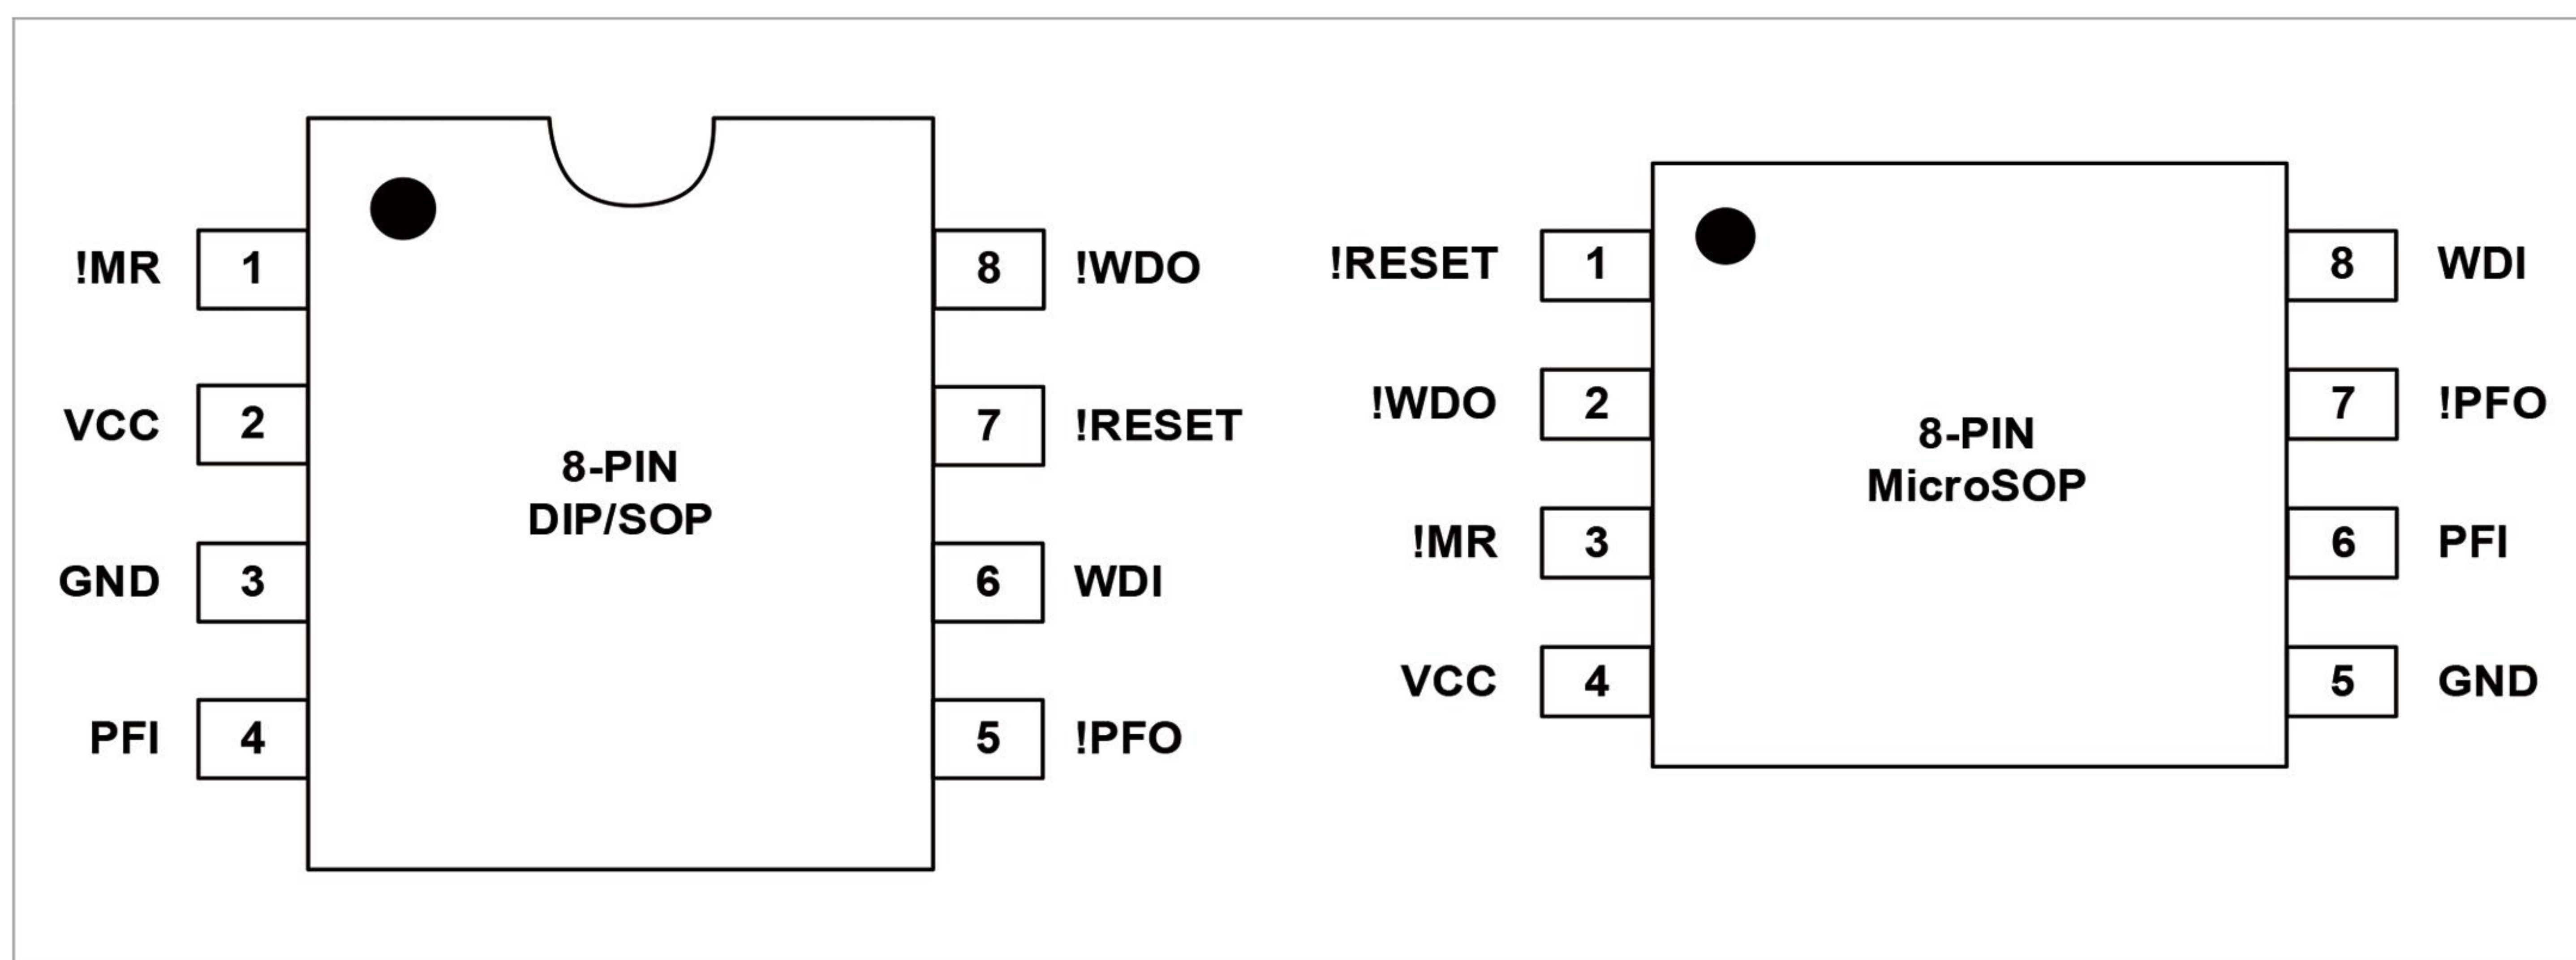 !MR 1
VCC 2
GND 3
PFI 4
8-PIN
DIP/SOP
8 !WDO
7 !RESET
6 WDI
5 !PFO
!RESET 1
!WDO 2
!MR 3
VCC 4
8-PIN
MicroSOP
8 WDI
7 !PFO
6 PFI
5 GND